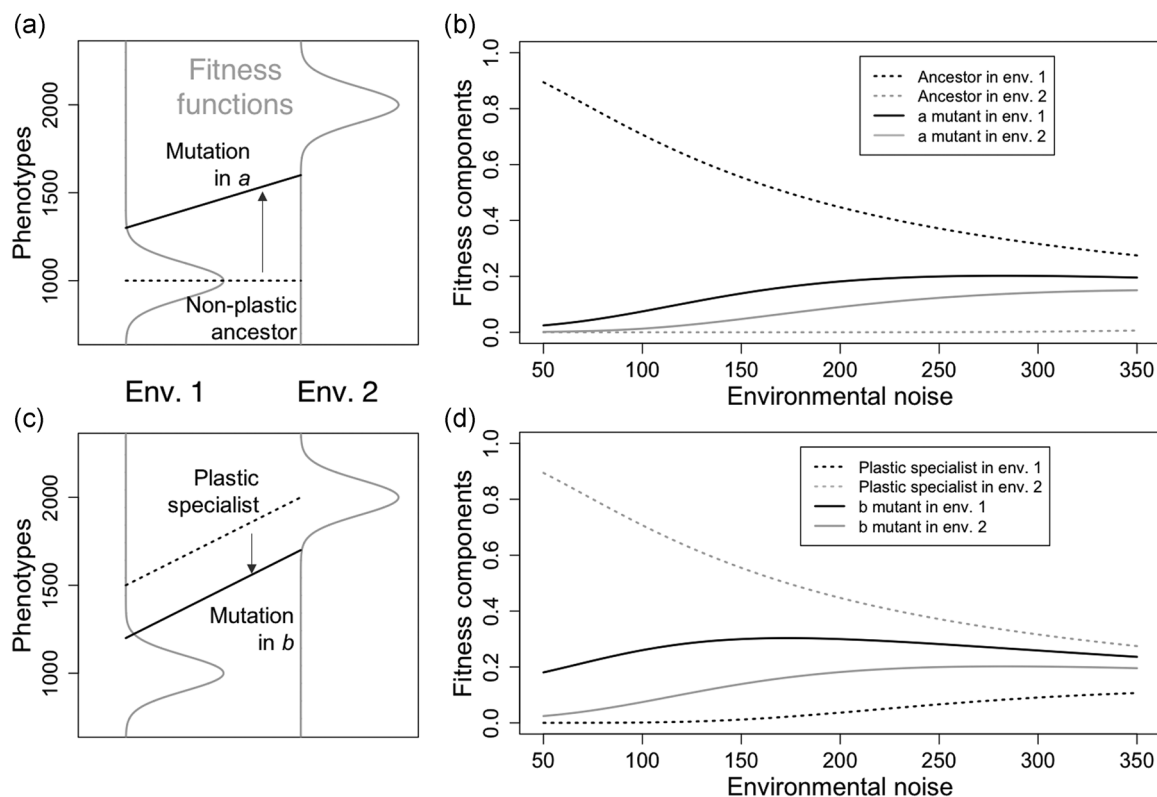 (a)
Phenotypes
2000
1500
1000
Fitness
functions
Mutation
in a
Non-plastic
ancestor
Env. 1
Env. 2
(b)
Fitness components
1.0
0.8
0.6
0.4
0.2
0.0
Ancestor in env. 1
Ancestor in env. 2
a mutant in env. 1
a mutant in env. 2
50 100 150 200 250 300 350
Environmental noise
(c)
Phenotypes
2000
1500
1000
Plastic
specialist
Mutation
in b
(d)
Fitness components
1.0
0.8
0.6
0.4
0.2
0.0
Plastic specialist in env. 1
Plastic specialist in env. 2
b mutant in env. 1
b mutant in env. 2
50 100 150 200 250 300 350
Environmental noise